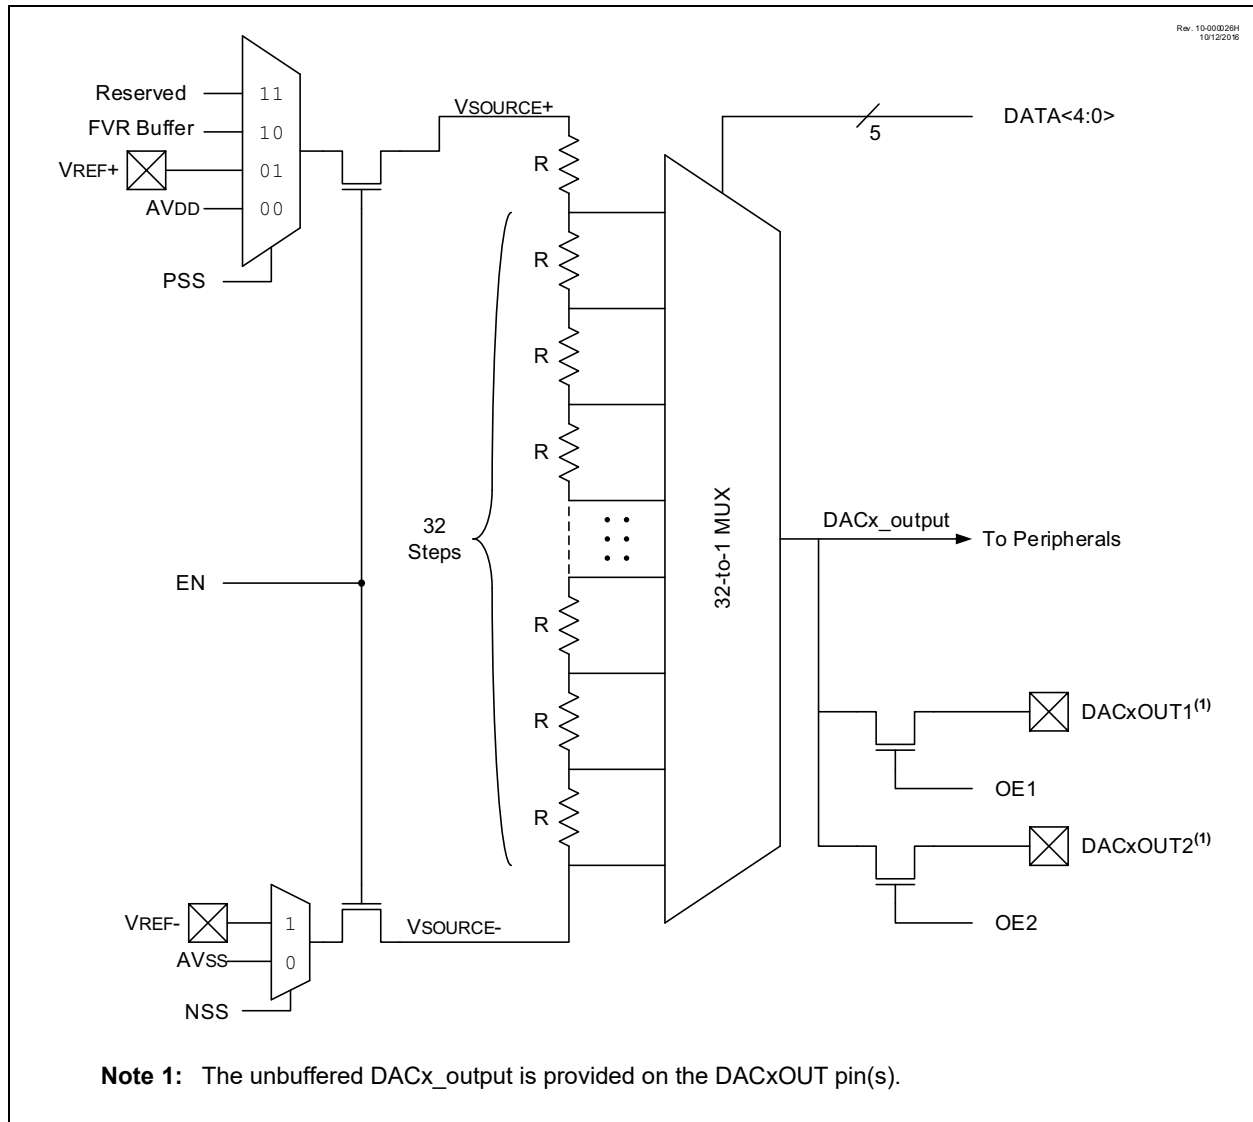 Rev. 10-000026H
10/12/2016
Reserved
11
FVR Buffer
10
VREF+
01
AVDD
00
PSS
VSOURCE+
R
R
R
R
32
Steps
R
R
R
EN
DATA<4:0>
5
32-to-1 MUX
DACx_output
To Peripherals
DACxOUT1(1)
OE1
DACxOUT2(1)
OE2
VREF-
1
AVSS
0
NSS
VSOURCE-
Note 1: The unbuffered DACx_output is provided on the DACxOUT pin(s).